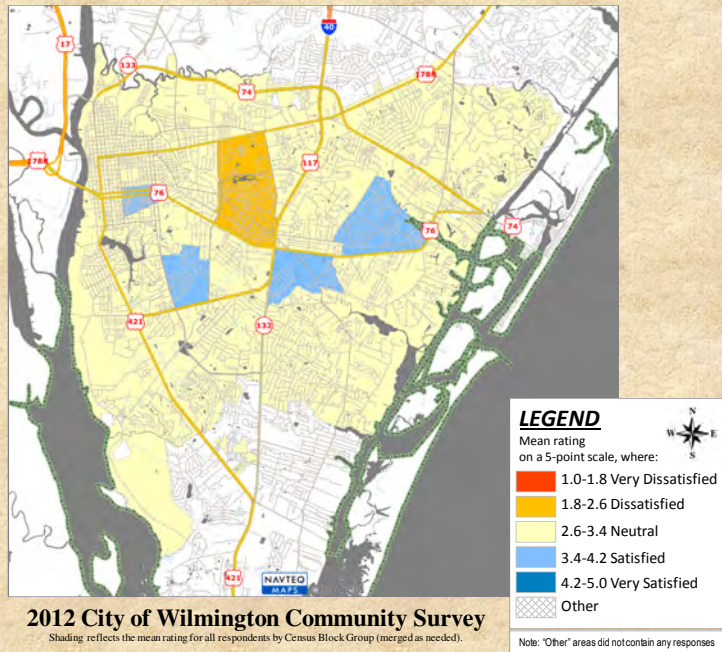 40
17
133
17BR
74
17BR
117
76
76
74
421
132
421
NAVTEQ
MAPS
LEGEND
Mean rating
on a 5-point scale, where:
N
W E
S
1.0-1.8 Very Dissatisfied
1.8-2.6 Dissatisfied
2.6-3.4 Neutral
3.4-4.2 Satisfied
4.2-5.0 Very Satisfied
Other
2012 City of Wilmington Community Survey
Shading reflects the mean rating for all respondents by Census Block Group (merged as needed).
Note: "Other" areas did not contain any responses